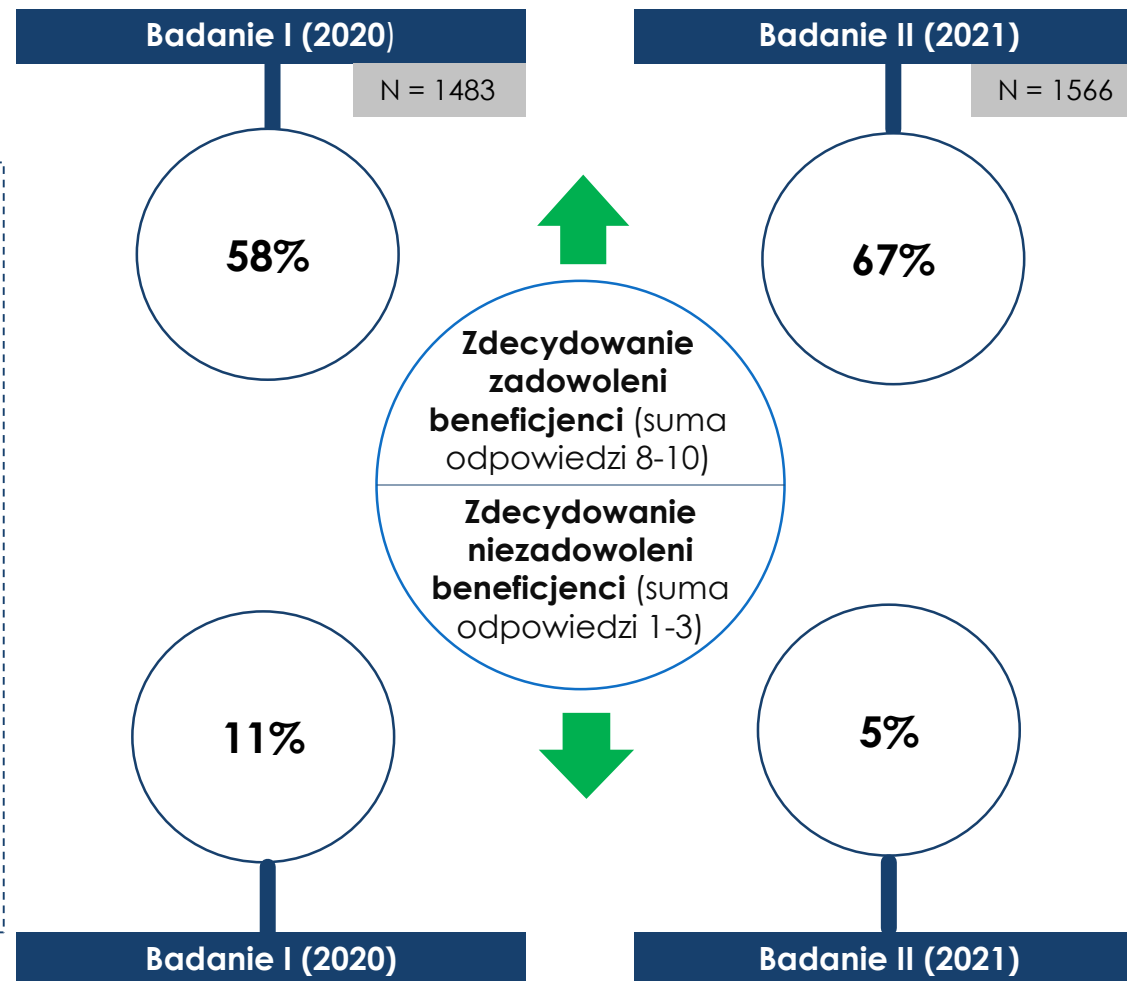 Badanie I (2020)
Badanie II (2021)
N = 1483
N = 1566
58%
67%
Zdecydowanie
zadowoleni
beneficjenci (suma
odpowiedzi 8-10)
Zdecydowanie
niezadowoleni
beneficjenci (suma
odpowiedzi 1-3)
11%
5%
Badanie I (2020)
Badanie II (2021)